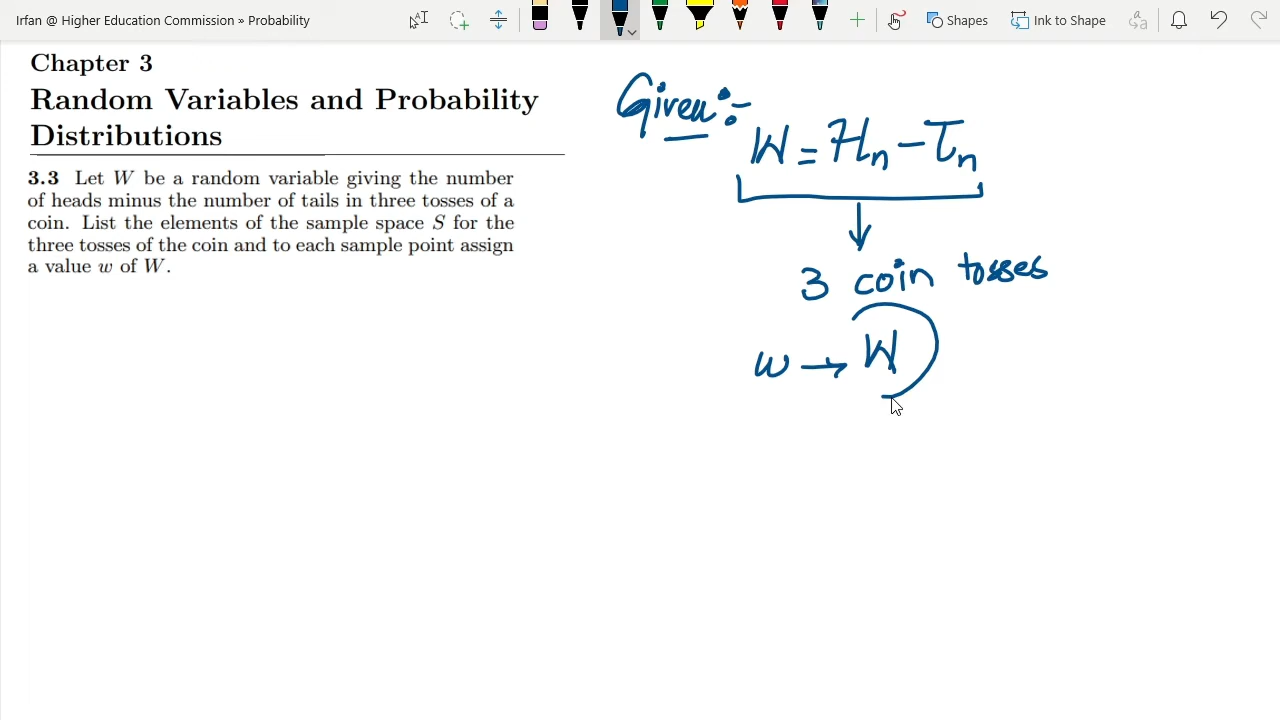 Irfan @ Higher Education Commission » Probability
Shapes
Ink to Shape
Chapter 3
Random Variables and Probability
Distributions
3.3 Let W be a random variable giving the number
of heads minus the number of tails in three tosses of a
coin. List the elements of the sample space S for the
three tosses of the coin and to each sample point assign
a value w of W.
Given:-
W = Hn - Tn
3 coin tosses
w → W